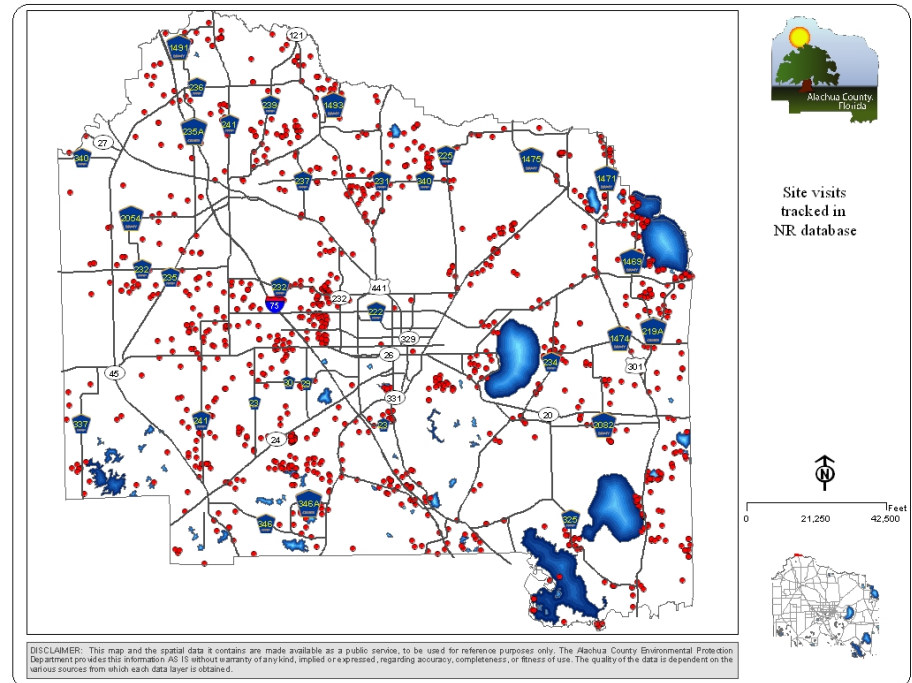 121
1491
236
239
1493
241
235A
27
340
225
1475
237
231
340
1471
2054
232
235
1469
232
75
232
441
222
329
26
1474
219A
301
234
45
30
23
331
20
337
241
24
23
2082
346A
346
325
Alachua County,
Florida
Site visits
tracked in
NR database
N
Feet
0 21,250 42,500
DISCLAIMER: This map and the spatial data it contains are made available as a public service, to be used for reference purposes only. The Alachua County Environmental Protection
Department provides this information AS IS without warranty of any kind, implied or expressed, regarding accuracy, completeness, or fitness of use. The quality of the data is dependent on the
various sources from which each data layer is obtained.